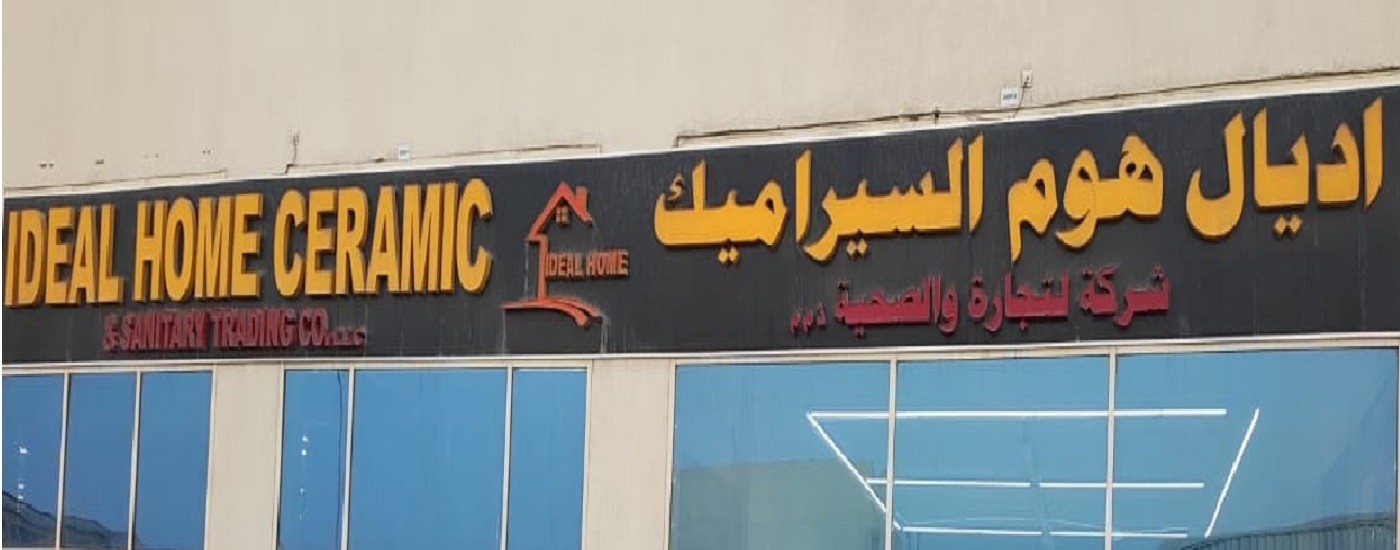 IDEAL HOME CERAMIC
& SANITARY TRADING CO.L.L.C
IDEAL HOME
اديال هوم السيراميك
شركة لتجارة والصحية ذ م م